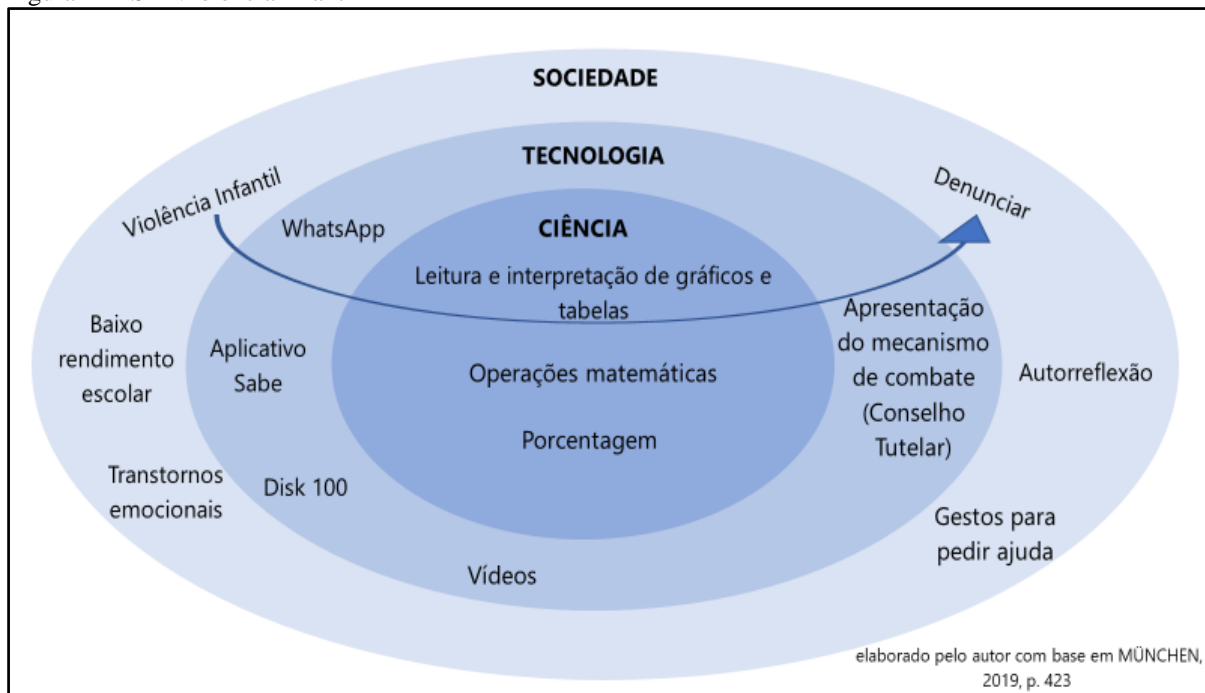 SOCIEDADE
TECNOLOGIA
CIÊNCIA
Violência Infantil
WhatsApp
Denunciar
Leitura e interpretação de gráficos e
tabelas
Baixo
rendimento
escolar
Aplicativo
Sabe
Operações matemáticas
Porcentagem
Apresentação
do mecanismo
de combate
(Conselho
Tutelar)
Autorreflexão
Transtornos
emocionais
Disk 100
Gestos para
pedir ajuda
Vídeos
elaborado pelo autor com base em MÜNCHEN,
2019, p. 423